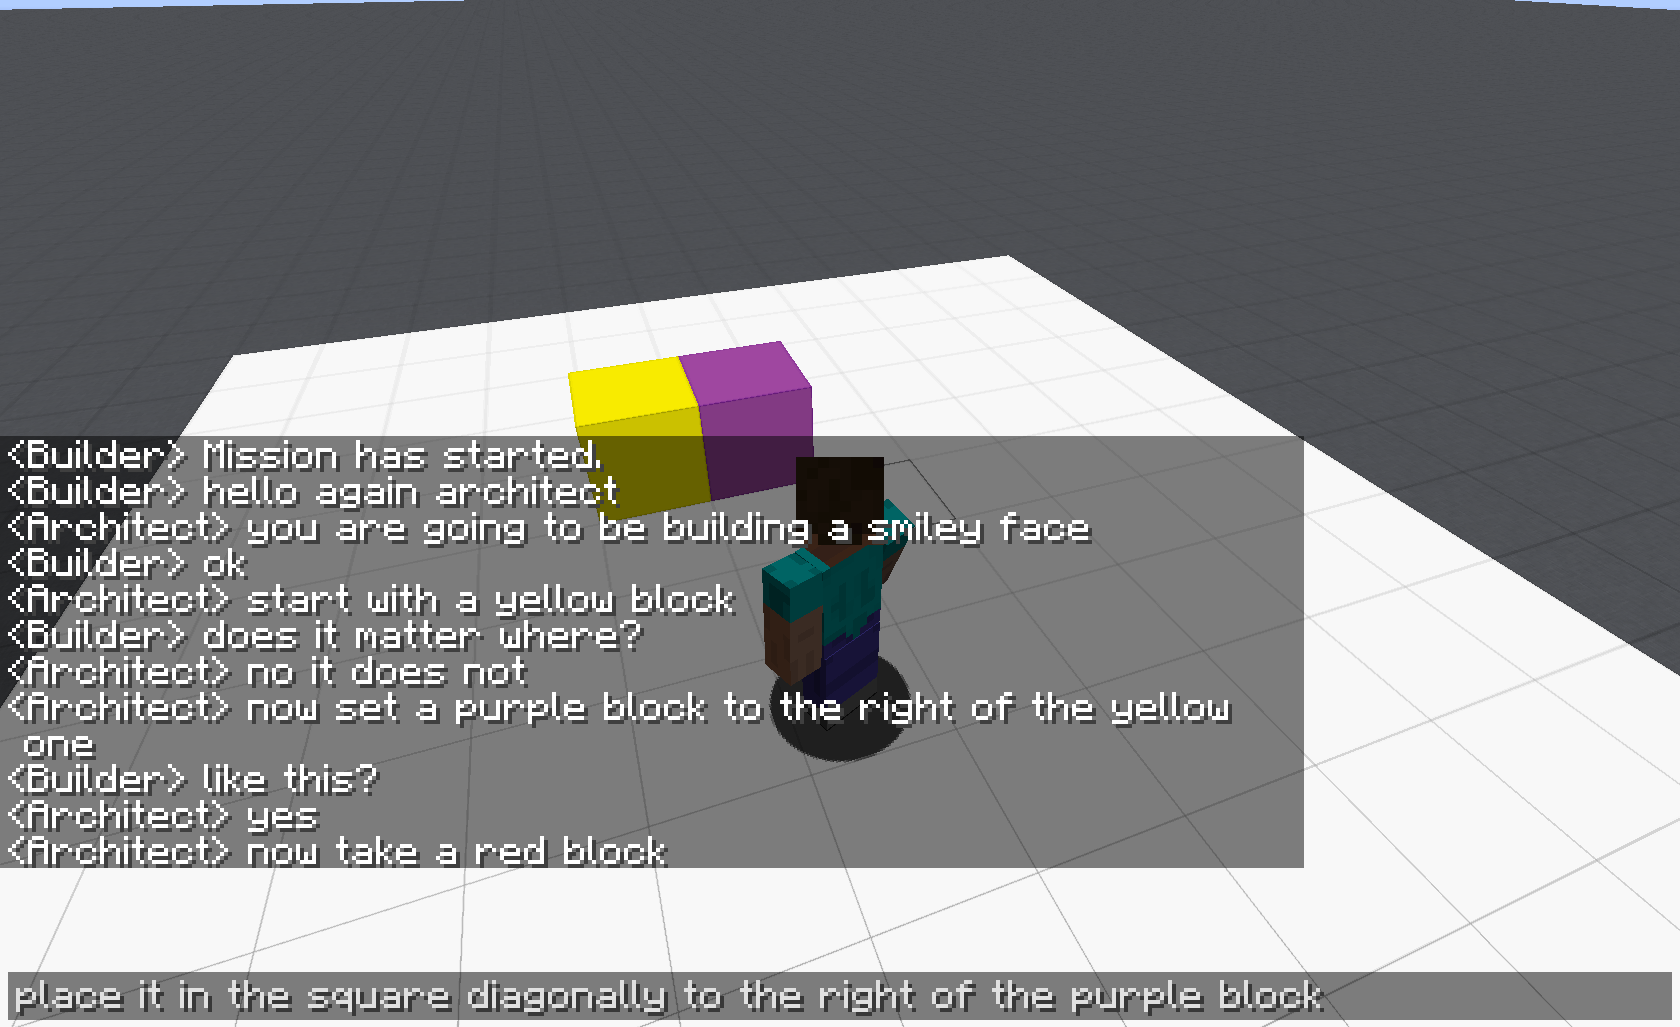 <Builder> Mission has started.
<Builder> hello again architect
<Architect> you are going to be building a smiley face
<Builder> ok
<Architect> start with a yellow block
<Builder> does it matter where?
<Architect> no it does not
<Architect> now set a purple block to the right of the yellow
one
<Builder> like this?
<Architect> yes
<Architect> now take a red block
place it in the square diagonally to the right of the purple block